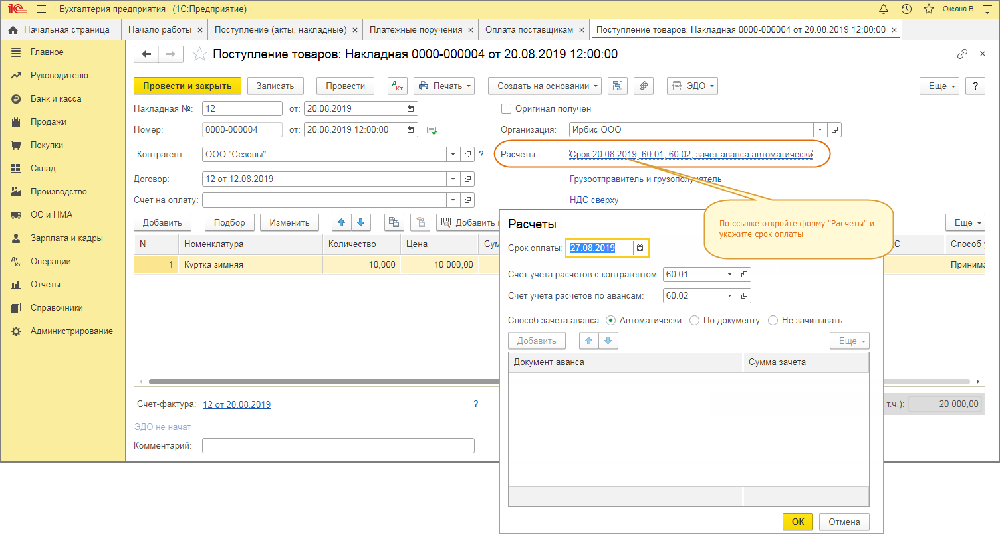 1С Бухгалтерия предприятия (1С:Предприятие) Оксана В
Начальная страница Начало работы × Поступление (акты, накладные) × Платежные поручения × Оплата поставщикам × Поступление товаров: Накладная 0000-000004 от 20.08.2019 12:00:00 ×
Главное
Руководителю
Банк и касса
Продажи
Покупки
Склад
Производство
ОС и НМА
Зарплата и кадры
Операции
Отчеты
Справочники
Администрирование
Поступление товаров: Накладная 0000-000004 от 20.08.2019 12:00:00
Провести и закрыть Записать Провести Дт Кт Печать Создать на основании ЭДО Еще ?
Накладная №: 12 от: 20.08.2019 Оригинал получен
Номер: 0000-000004 от: 20.08.2019 12:00:00 Организация: Ирбис ООО
Контрагент: ООО "Сезоны" ? Расчеты: Срок 20.08.2019, 60.01, 60.02, зачет аванса автоматически
Договор: 12 от 12.08.2019 Грузоотправитель и грузополучатель
Счет на оплату: НДС сверху
Добавить Подбор Изменить Добавить Еще
N Номенклатура Количество Цена Сум С Способ
1 Куртка зимняя 10,000 10 000,00 Принима
Счет-фактура: 12 от 20.08.2019 ? т.ч.): 20 000,00
ЭДО не начат
Комментарий:
По ссылке откройте форму "Расчеты" и
укажите срок оплаты
Расчеты
Срок оплаты: 27.08.2019
Счет учета расчетов с контрагентом: 60.01
Счет учета расчетов по авансам: 60.02
Способ зачета аванса: Автоматически По документу Не зачитывать
Добавить Еще
Документ аванса Сумма зачета
ОК Отмена